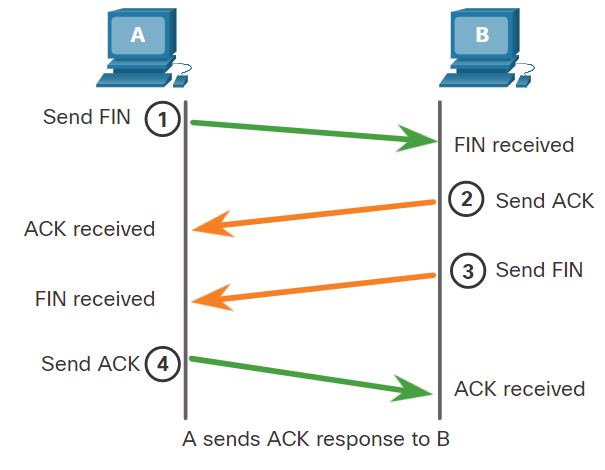 A
B
Send FIN 1
FIN received
2 Send ACK
ACK received
3 Send FIN
FIN received
Send ACK 4
ACK received
A sends ACK response to B